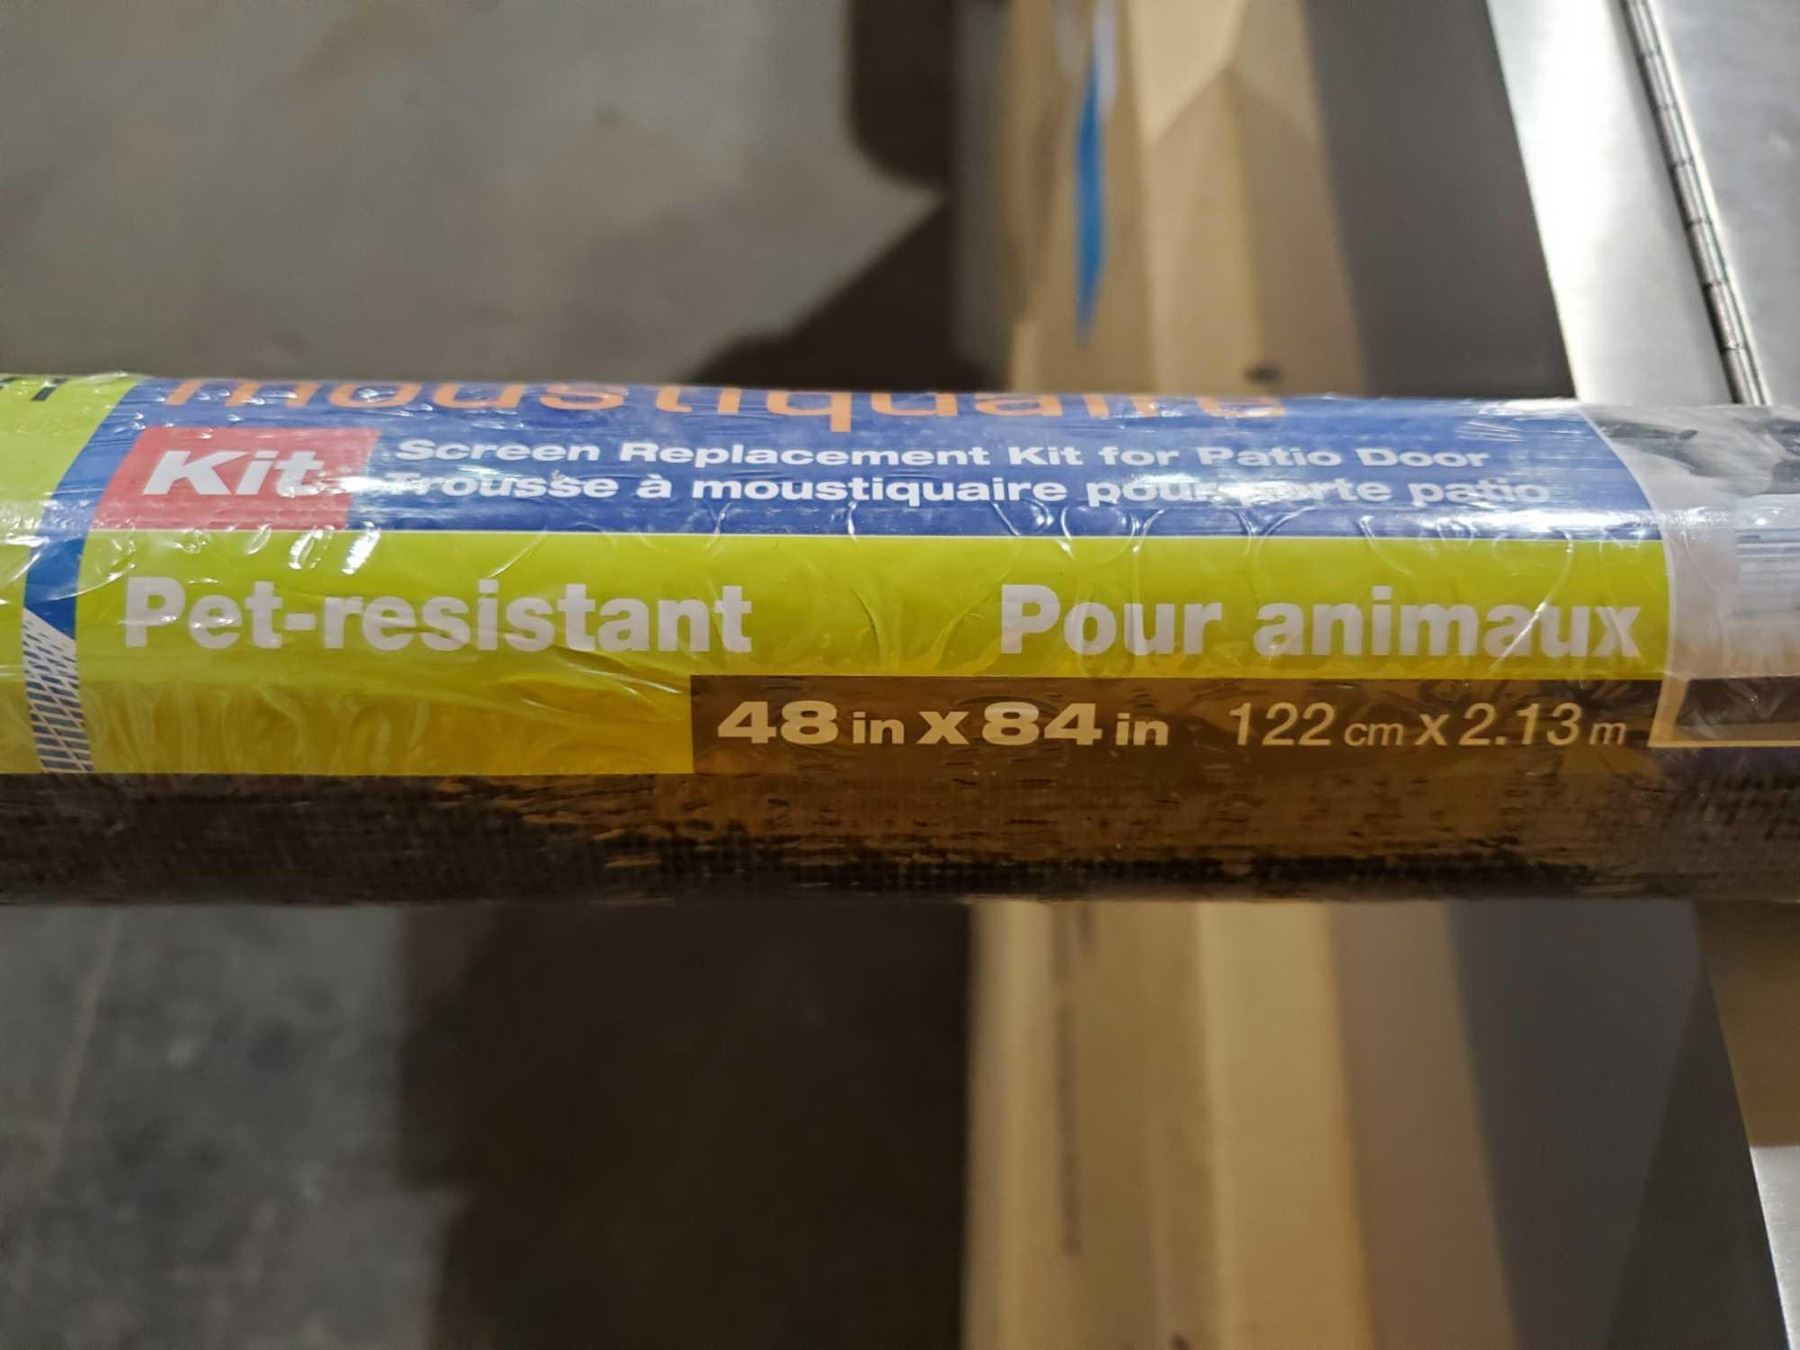 moustiquaire
Kit
Screen Replacement Kit for Patio Door
Trousse à moustiquaire pour porte patio
Pet-resistant Pour animaux
48 in x 84 in 122 cm x 2.13 m